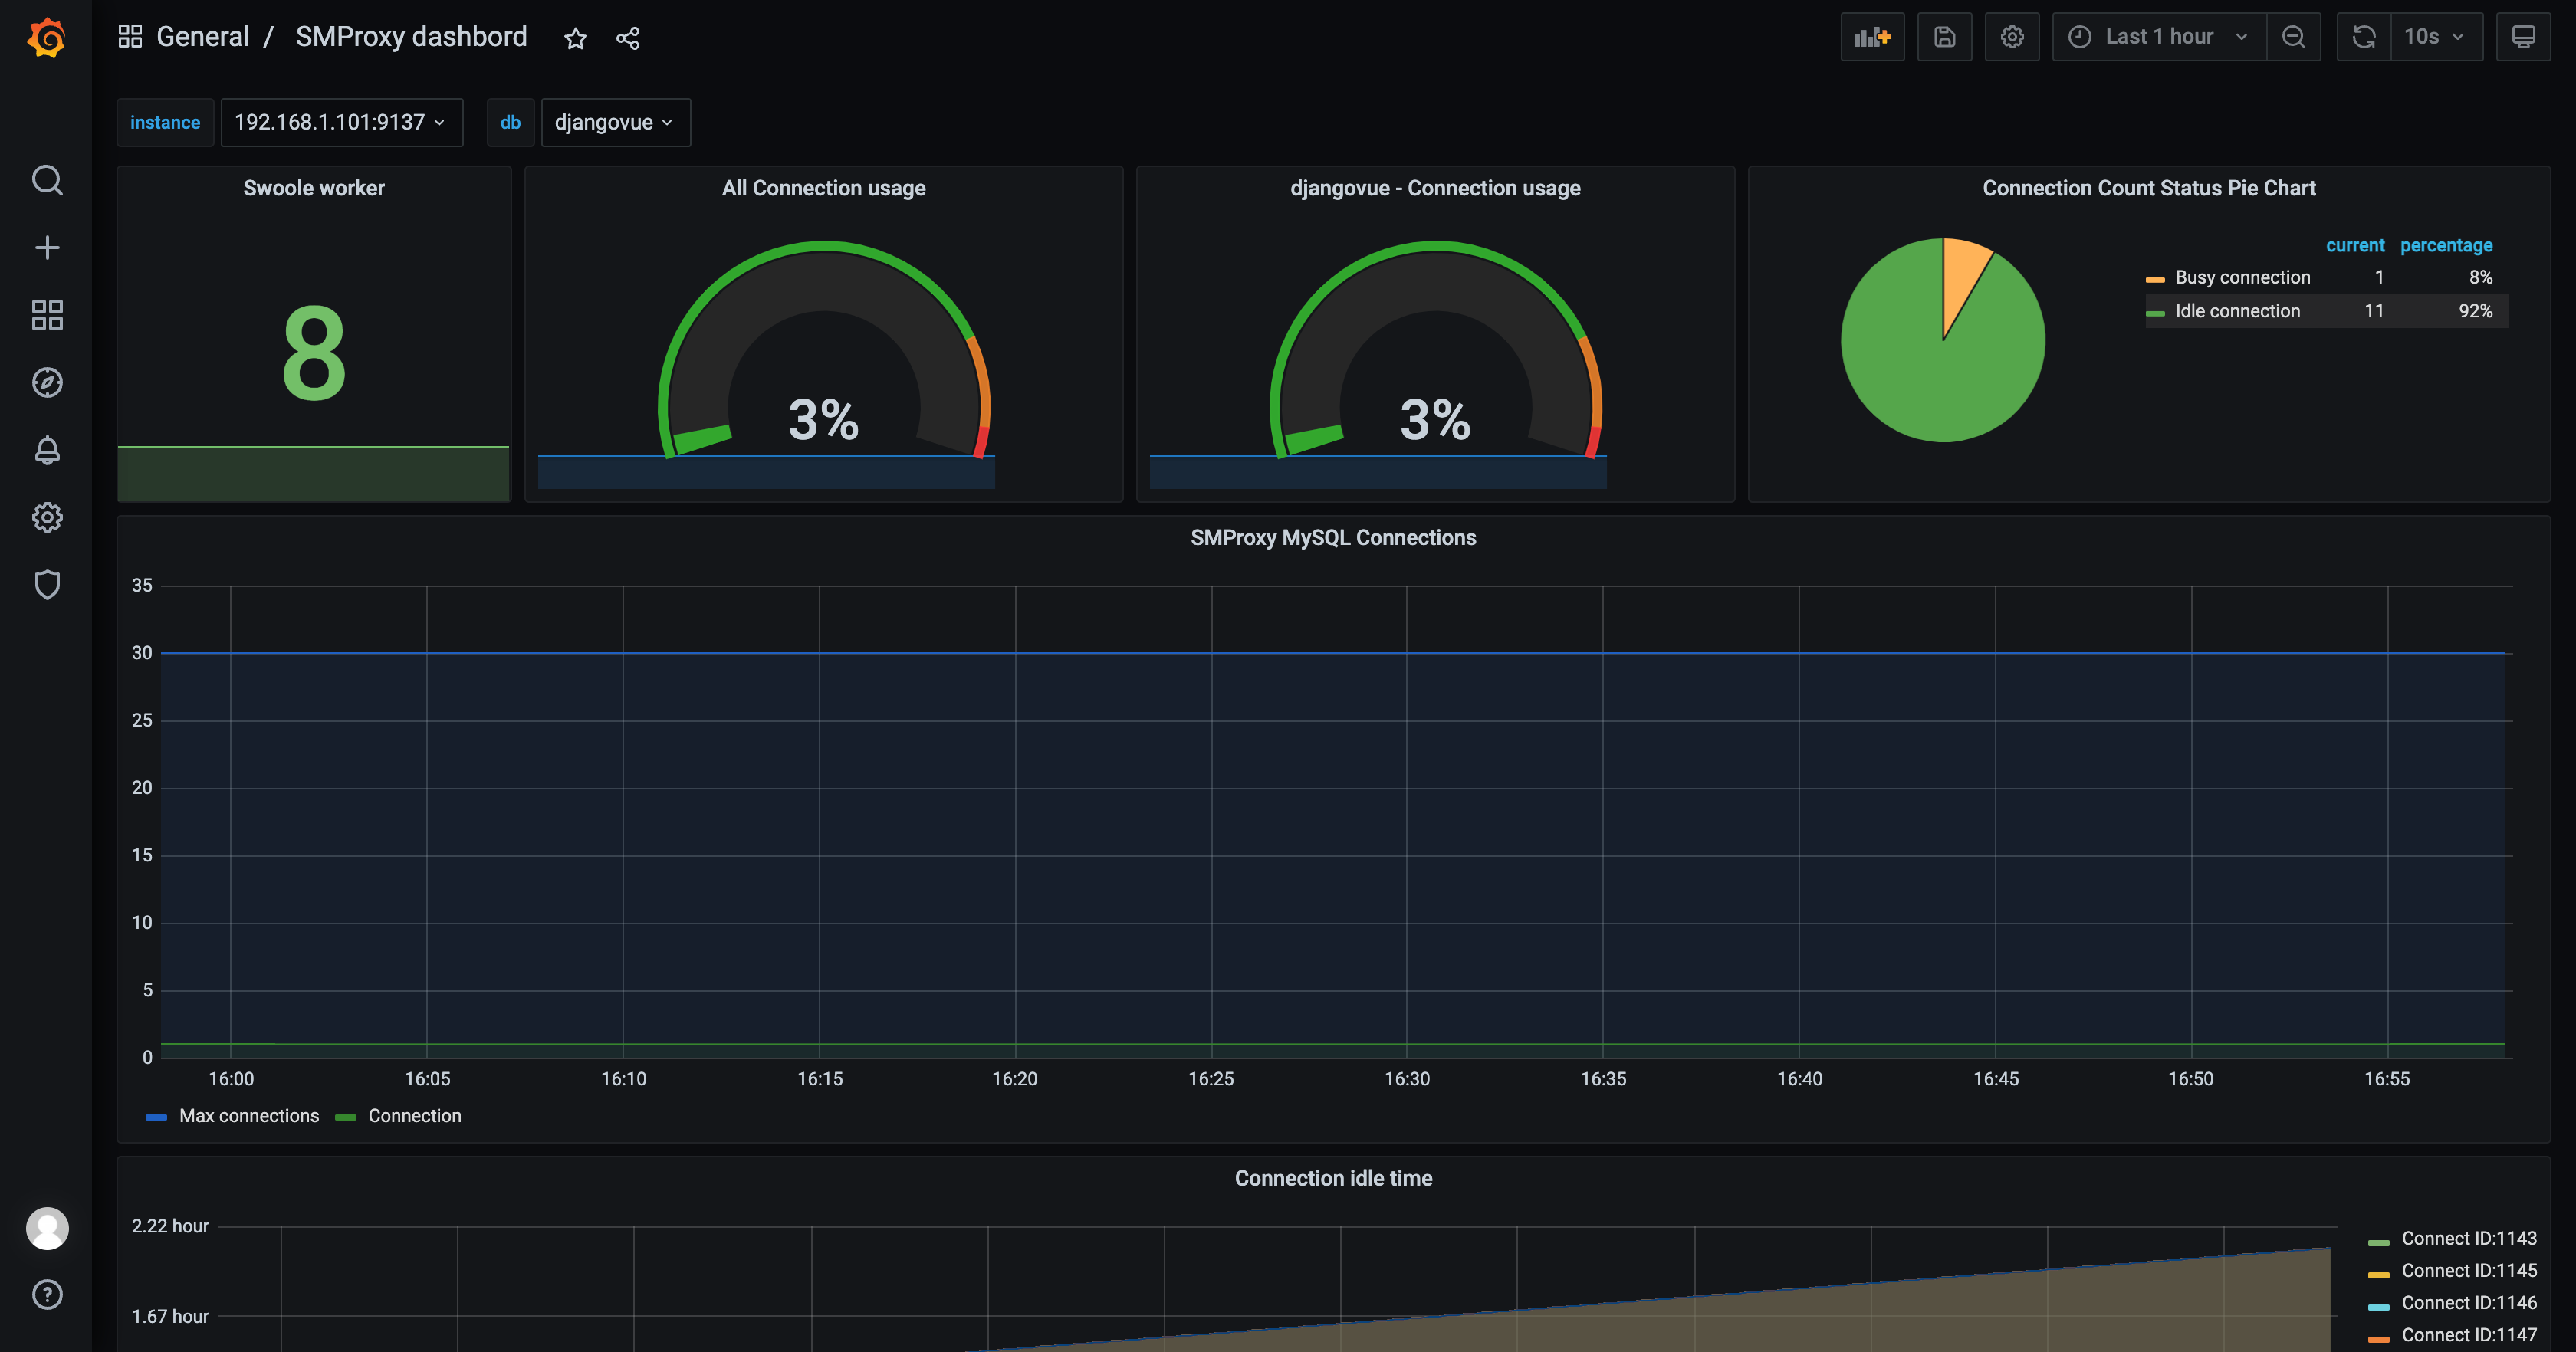 General / SMProxy dashbord
Last 1 hour
10s
instance 192.168.1.101:9137 db djangovue
Swoole worker
8
All Connection usage
3%
djangovue - Connection usage
3%
Connection Count Status Pie Chart
current percentage
Busy connection 1 8%
Idle connection 11 92%
SMProxy MySQL Connections
35
30
25
20
15
10
5
0
16:00 16:05 16:10 16:15 16:20 16:25 16:30 16:35 16:40 16:45 16:50 16:55
Max connections Connection
Connection idle time
2.22 hour
1.67 hour
Connect ID:1143
Connect ID:1145
Connect ID:1146
Connect ID:1147